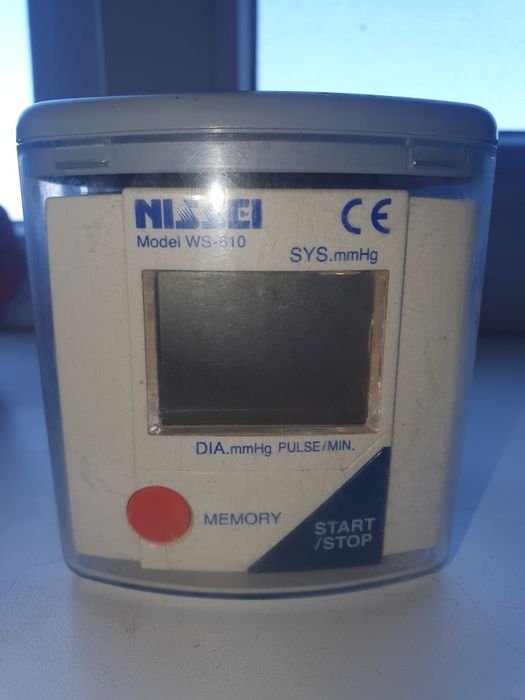 NISSEI
CE
Model WS-810
SYS.mmHg
DIA.mmHg PULSE/MIN.
MEMORY
START
/STOP